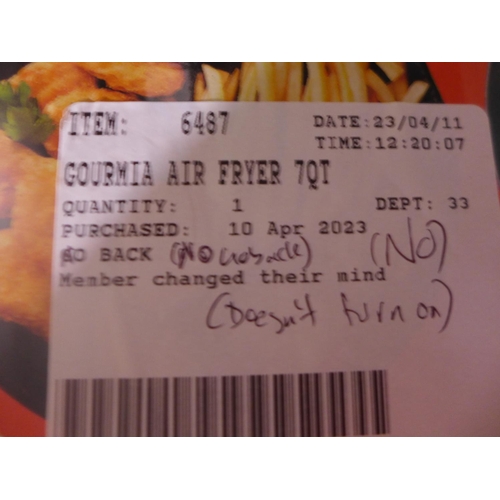 ITEM: 6487 DATE:23/04/11
TIME:12:20:07
GOURMIA AIR FRYER 7QT
QUANTITY: 1 DEPT: 33
PURCHASED: 10 Apr 2023
GO BACK (NO goback) (NO)
Member changed their mind
(Doesn't turn on)